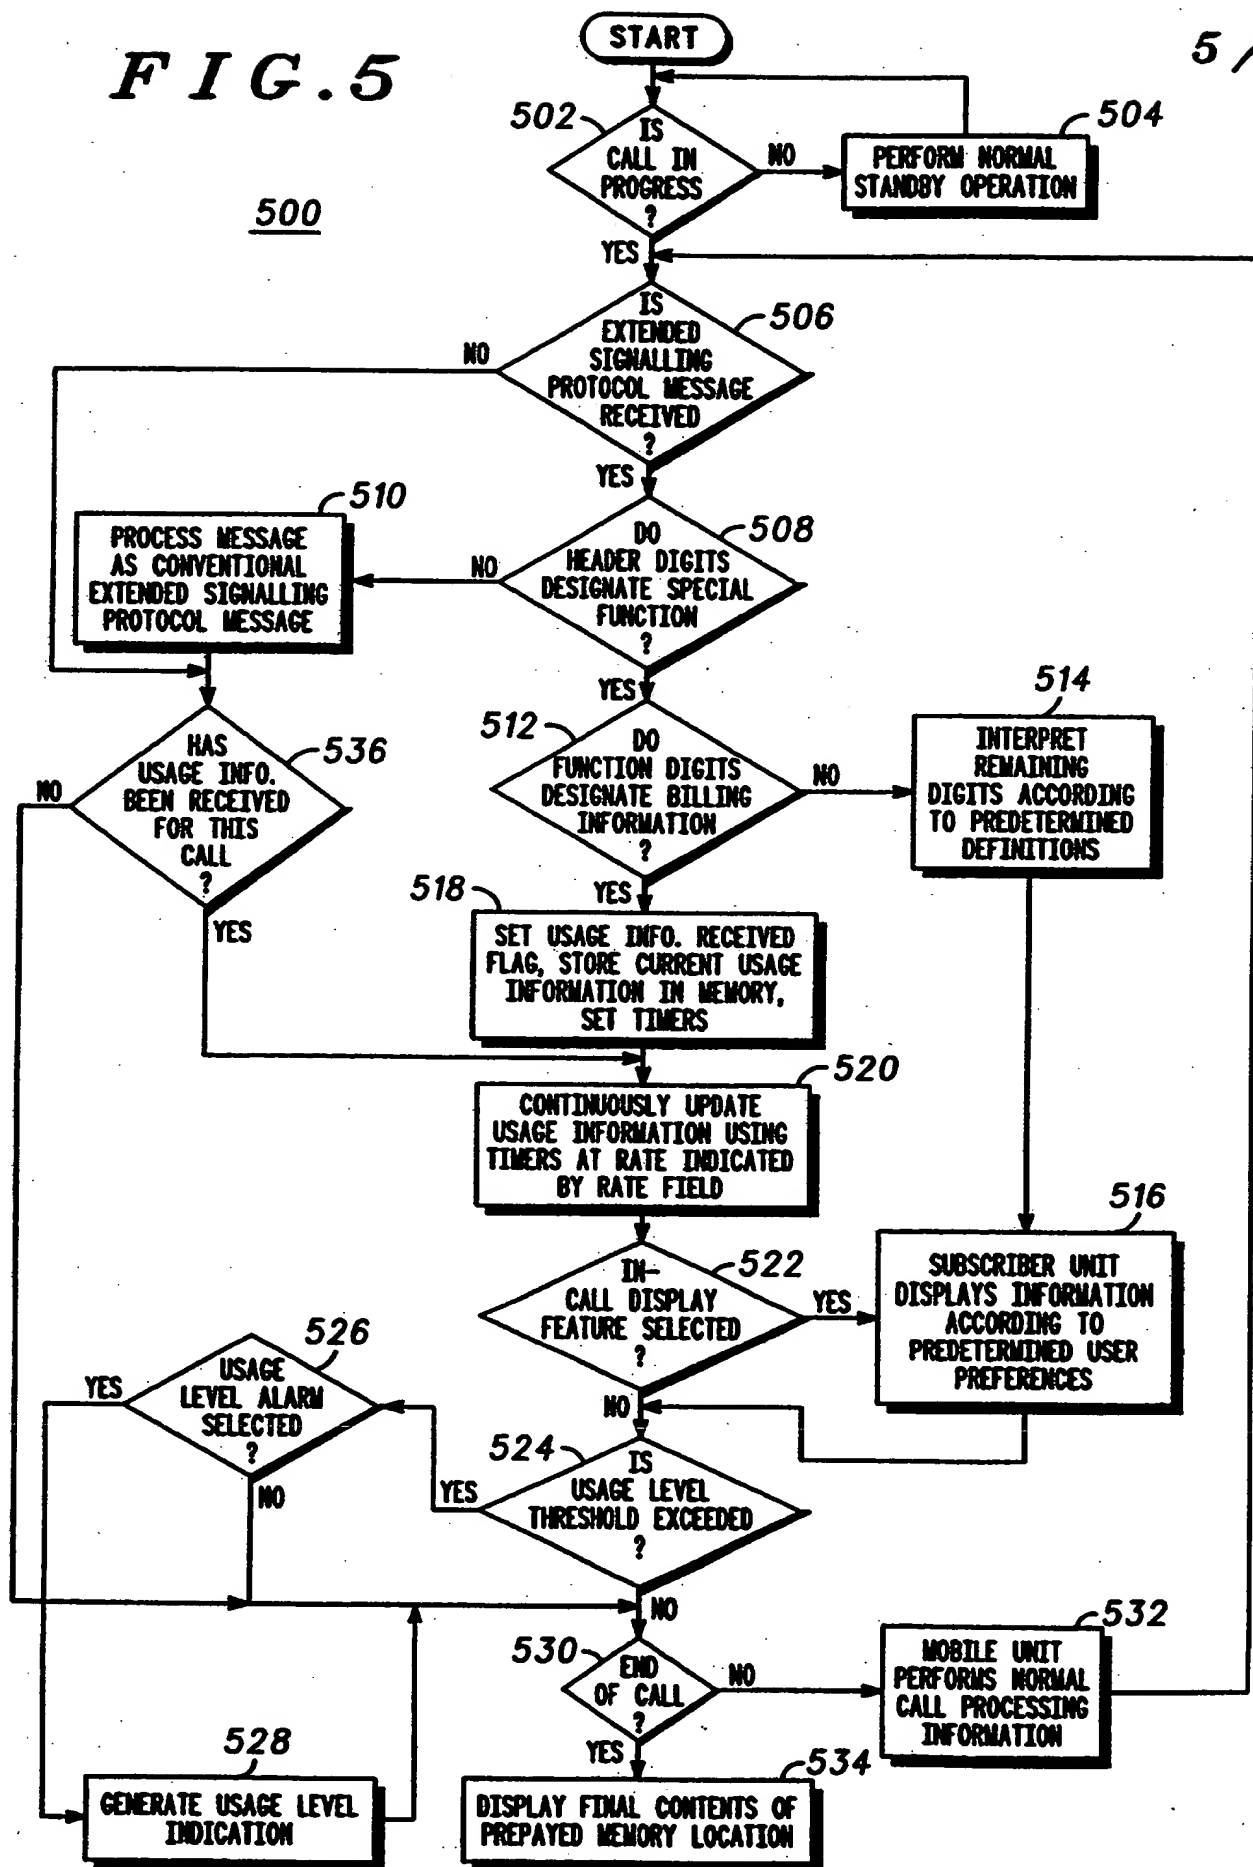 START
FIG.5
5/
502
IS
CALL IN
PROGRESS
?
NO
504
PERFORM NORMAL
STANDBY OPERATION
500
YES
506
IS
EXTENDED
SIGNALLING
PROTOCOL MESSAGE
RECEIVED
?
NO
YES
510
PROCESS MESSAGE
AS CONVENTIONAL
EXTENDED SIGNALLING
PROTOCOL MESSAGE
508
DO
HEADER DIGITS
DESIGNATE SPECIAL
FUNCTION
?
NO
YES
536
HAS
USAGE INFO.
BEEN RECEIVED
FOR THIS
CALL
?
NO
YES
512
DO
FUNCTION DIGITS
DESIGNATE BILLING
INFORMATION
?
NO
YES
514
INTERPRET
REMAINING
DIGITS ACCORDING
TO PREDETERMINED
DEFINITIONS
518
SET USAGE INFO. RECEIVED
FLAG, STORE CURRENT USAGE
INFORMATION IN MEMORY,
SET TIMERS
520
CONTINUOUSLY UPDATE
USAGE INFORMATION USING
TIMERS AT RATE INDICATED
BY RATE FIELD
522
IN-
CALL DISPLAY
FEATURE SELECTED
?
YES
NO
516
SUBSCRIBER UNIT
DISPLAYS INFORMATION
ACCORDING TO
PREDETERMINED USER
PREFERENCES
526
USAGE
LEVEL ALARM
SELECTED
?
YES
NO
524
IS
USAGE LEVEL
THRESHOLD EXCEEDED
?
YES
NO
530
END
OF CALL
?
NO
YES
532
MOBILE UNIT
PERFORMS NORMAL
CALL PROCESSING
INFORMATION
528
GENERATE USAGE LEVEL
INDICATION
534
DISPLAY FINAL CONTENTS OF
PREPAYED MEMORY LOCATION